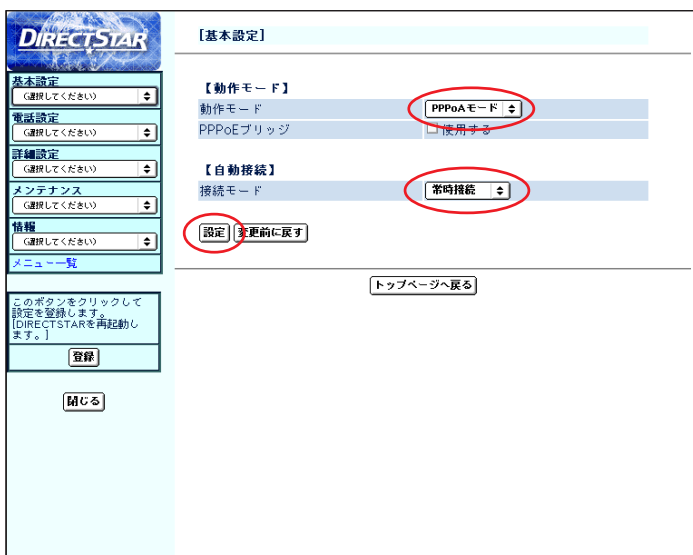 DIRECTSTAR
基本設定
(選択してください)
電話設定
(選択してください)
詳細設定
(選択してください)
メンテナンス
(選択してください)
情報
(選択してください)
メニュー一覧
このボタンをクリックして
設定を登録します。
[DIRECTSTARを再起動し
ます。]
登録
閉じる
[基本設定]
【動作モード】
動作モード PPPoAモード
PPPoEブリッジ 使用する
【自動接続】
接続モード 常時接続
設定 変更前に戻す
トップページへ戻る